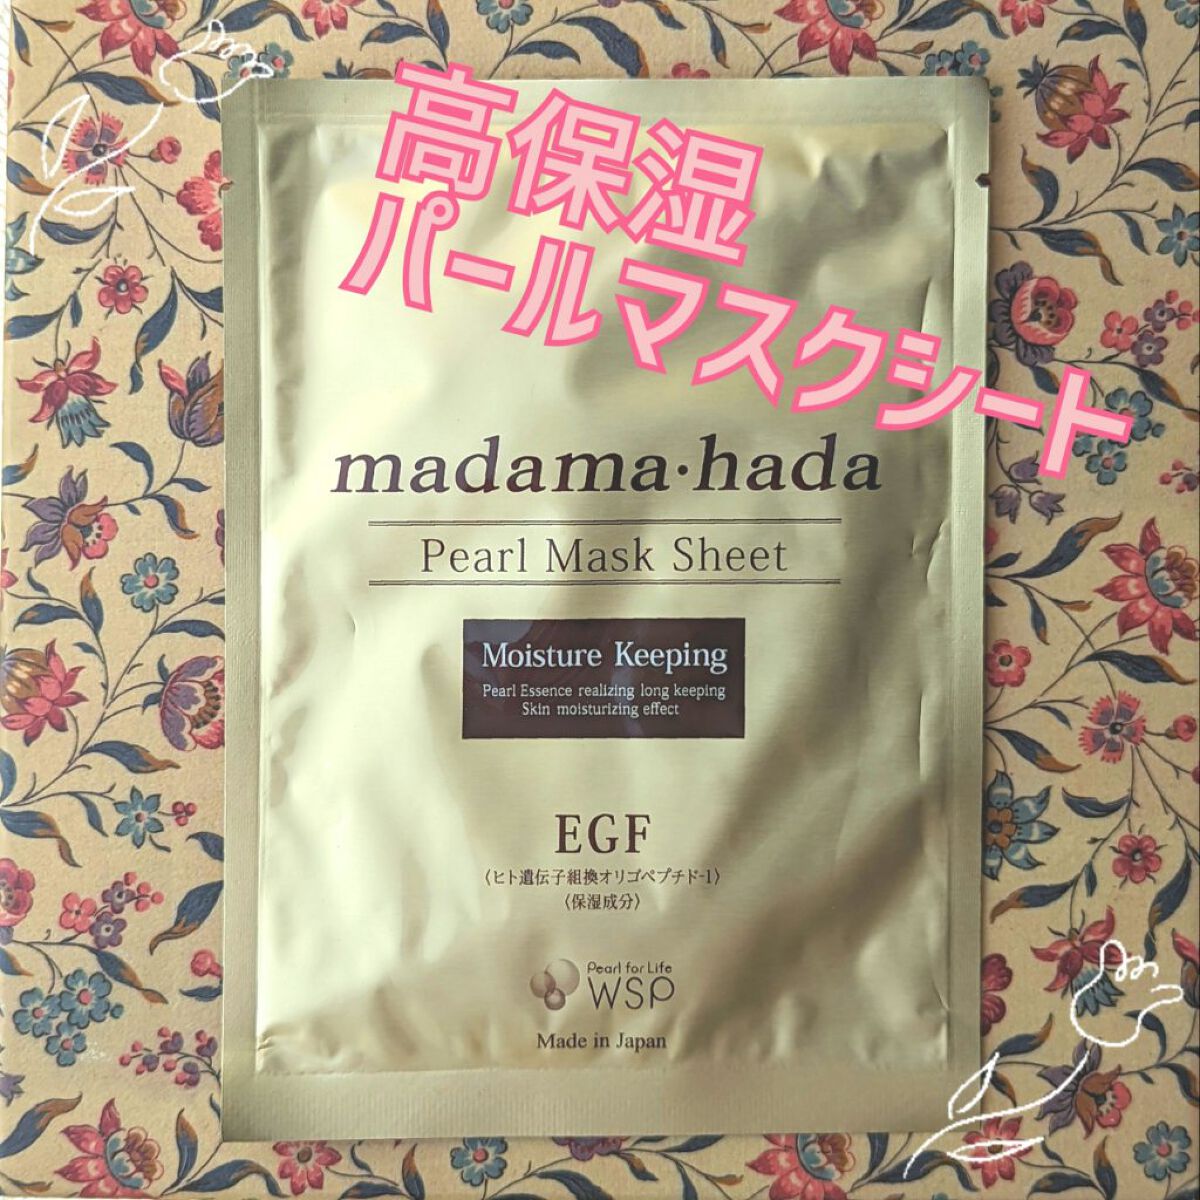 高保湿
パールマスクシート
madama・hada
Pearl Mask Sheet
Moisture Keeping
Pearl Essence realizing long keeping
Skin moisturizing effect
EGF
〈ヒト遺伝子組換オリゴペプチド-1〉
〈保湿成分〉
Pearl for Life
WSP
Made in Japan